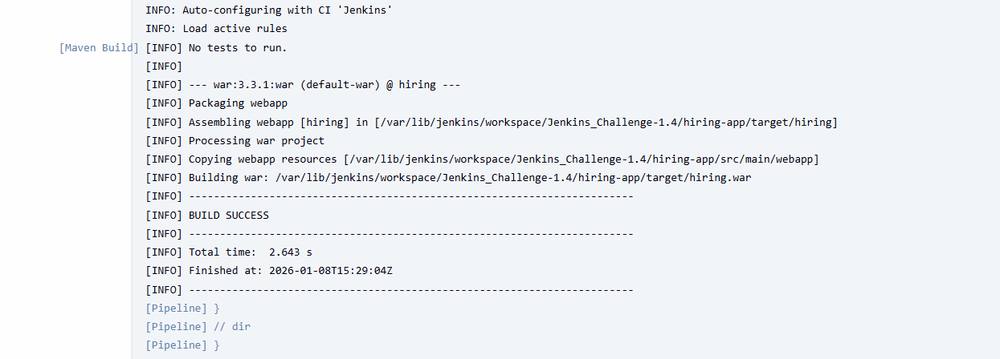 INFO: Auto-configuring with CI 'Jenkins'
INFO: Load active rules
[Maven Build] [INFO] No tests to run.
[INFO]
[INFO] --- war:3.3.1:war (default-war) @ hiring ---
[INFO] Packaging webapp
[INFO] Assembling webapp [hiring] in [/var/lib/jenkins/workspace/Jenkins_Challenge-1.4/hiring-app/target/hiring]
[INFO] Processing war project
[INFO] Copying webapp resources [/var/lib/jenkins/workspace/Jenkins_Challenge-1.4/hiring-app/src/main/webapp]
[INFO] Building war: /var/lib/jenkins/workspace/Jenkins_Challenge-1.4/hiring-app/target/hiring.war
[INFO] ------------------------------------------------------------------------
[INFO] BUILD SUCCESS
[INFO] ------------------------------------------------------------------------
[INFO] Total time:  2.643 s
[INFO] Finished at: 2026-01-08T15:29:04Z
[INFO] ------------------------------------------------------------------------
[Pipeline] }
[Pipeline] // dir
[Pipeline] }